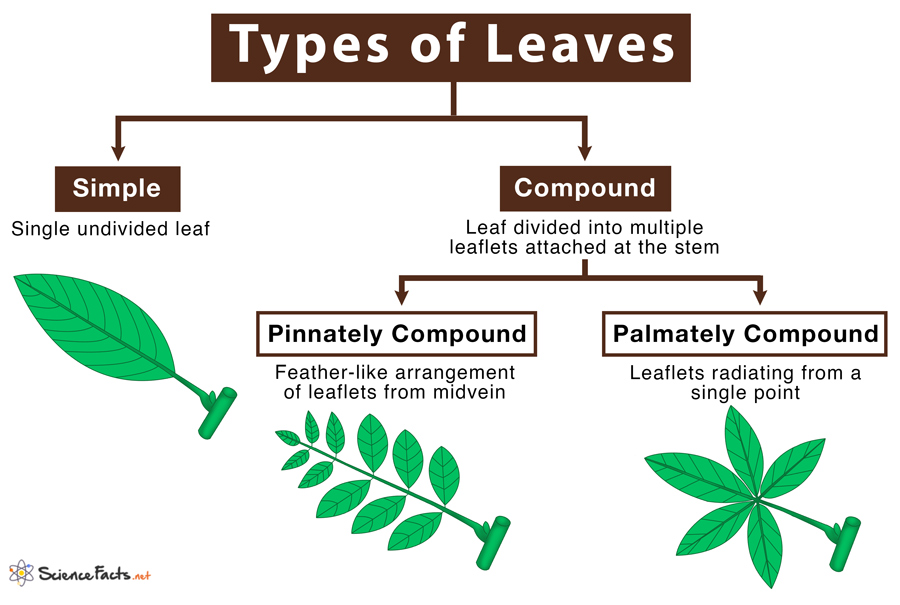 Types of Leaves
Simple
Single undivided leaf
Compound
Leaf divided into multiple
leaflets attached at the stem
Pinnately Compound
Feather-like arrangement
of leaflets from midvein
Palmately Compound
Leaflets radiating from a
single point
ScienceFacts.net